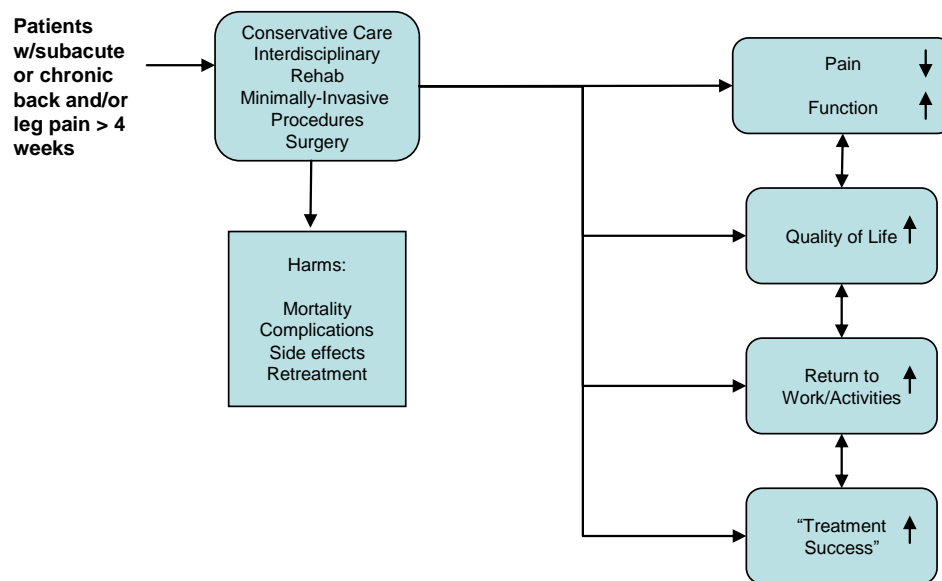 Patients
w/subacute
or chronic
back and/or
leg pain > 4
weeks
Conservative Care
Interdisciplinary
Rehab
Minimally-Invasive
Procedures
Surgery
Harms:
Mortality
Complications
Side effects
Retreatment
Pain
Function
Quality of Life
Return to
Work/Activities
“Treatment
Success”